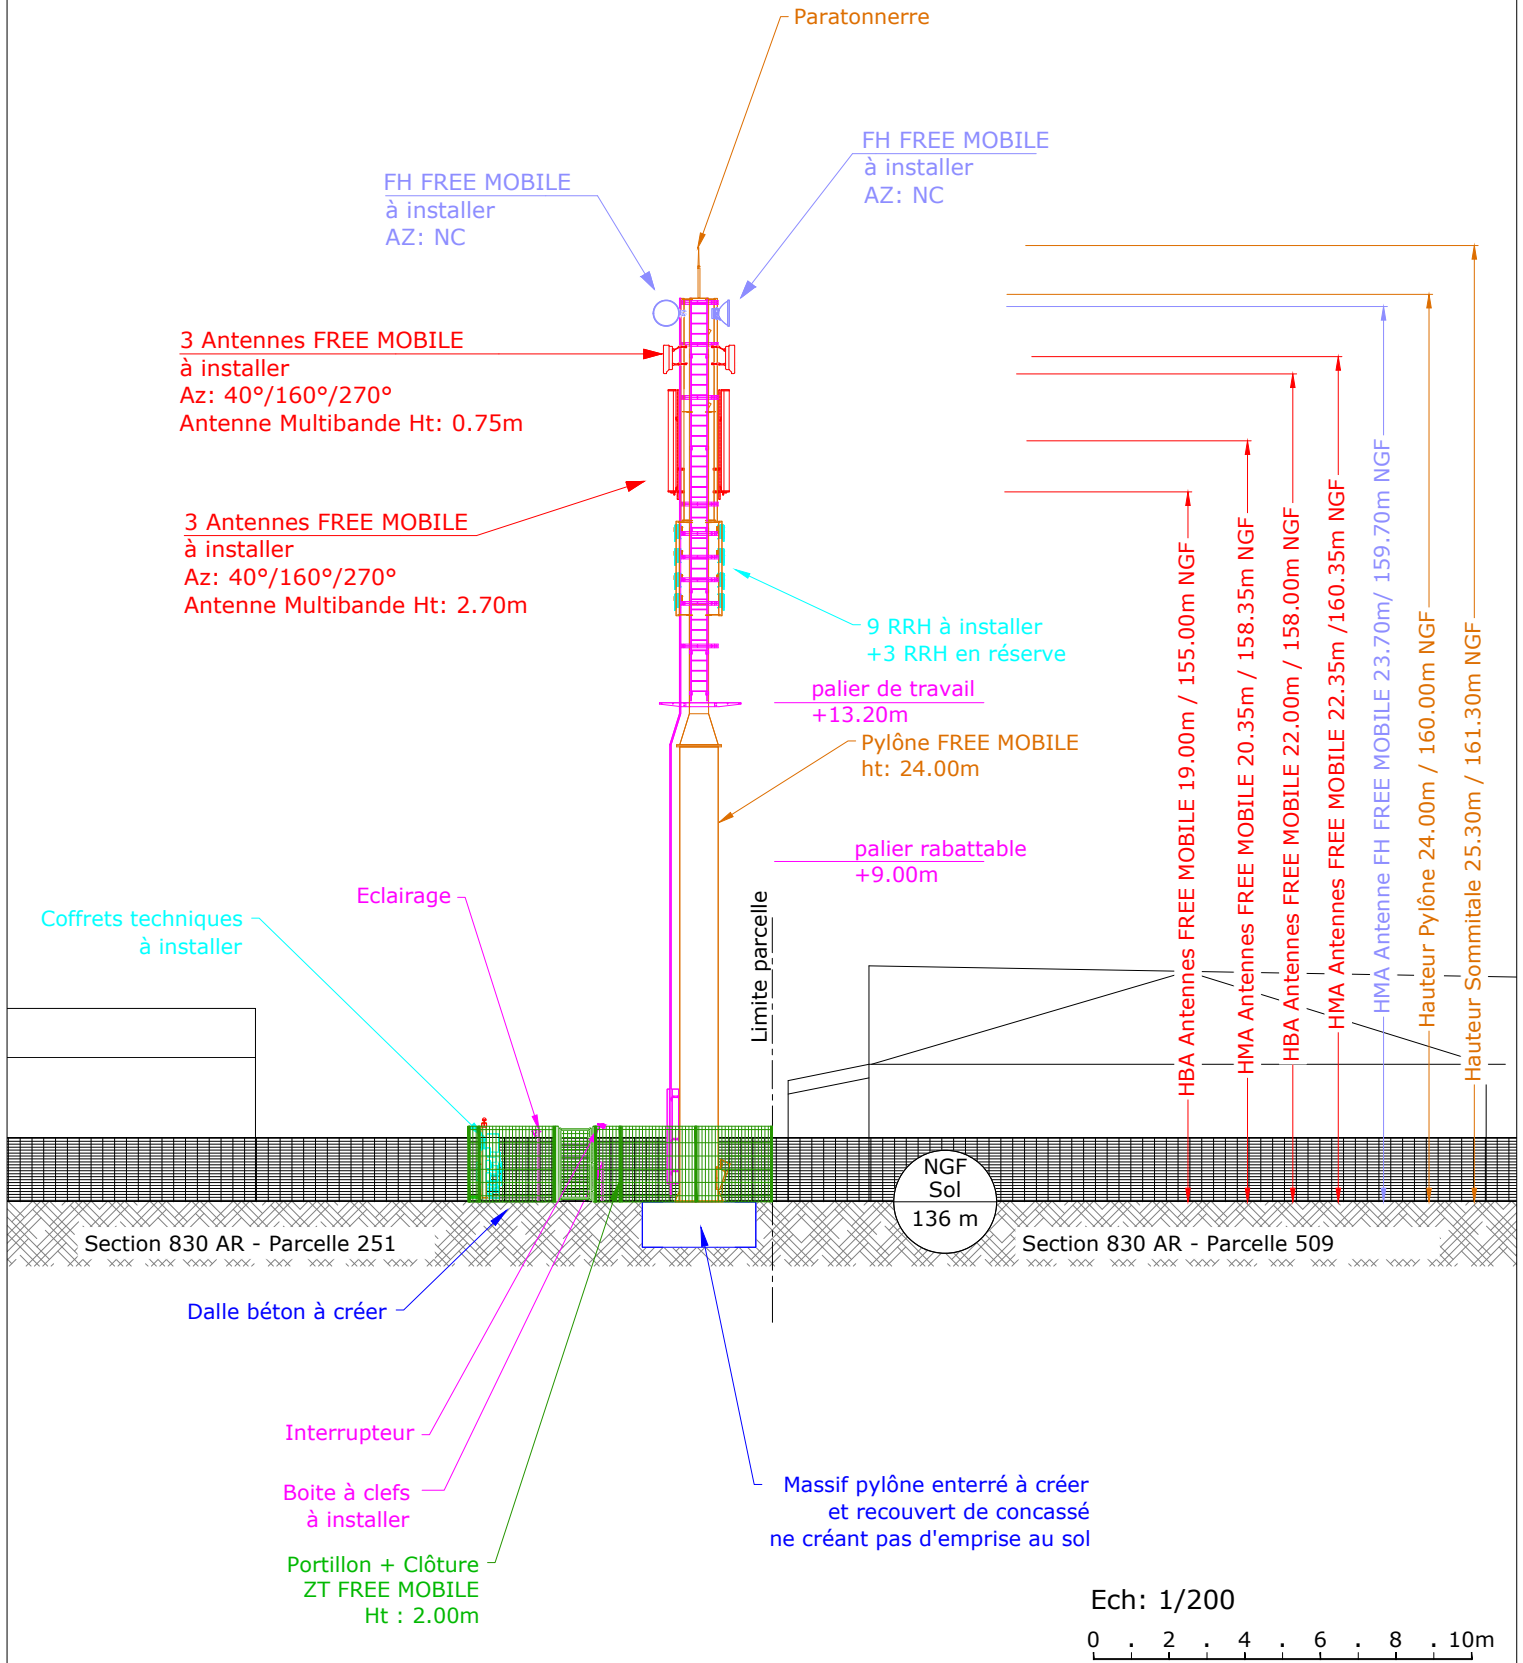 Paratonnerre
FH FREE MOBILE
à installer
AZ: NC
FH FREE MOBILE
à installer
AZ: NC
3 Antennes FREE MOBILE
à installer
Az: 40°/160°/270°
Antenne Multibande Ht: 0.75m
3 Antennes FREE MOBILE
à installer
Az: 40°/160°/270°
Antenne Multibande Ht: 2.70m
9 RRH à installer
+3 RRH en réserve
palier de travail
+13.20m
Pylône FREE MOBILE
ht: 24.00m
palier rabattable
+9.00m
Eclairage
Coffrets techniques
à installer
Limite parcelle
HBA Antennes FREE MOBILE 19.00m / 155.00m NGF
HMA Antennes FREE MOBILE 20.35m / 158.35m NGF
HBA Antennes FREE MOBILE 22.00m / 158.00m NGF
HMA Antennes FREE MOBILE 22.35m /160.35m NGF
HMA Antenne FH FREE MOBILE 23.70m/ 159.70m NGF
Hauteur Pylône 24.00m / 160.00m NGF
Hauteur Sommitale 25.30m / 161.30m NGF
NGF
Sol
136 m
Section 830 AR - Parcelle 251
Section 830 AR - Parcelle 509
Dalle béton à créer
Interrupteur
Boite à clefs
à installer
Portillon + Clôture
ZT FREE MOBILE
Ht : 2.00m
Massif pylône enterré à créer
et recouvert de concassé
ne créant pas d'emprise au sol
Ech: 1/200
0 . 2 . 4 . 6 . 8 . 10m